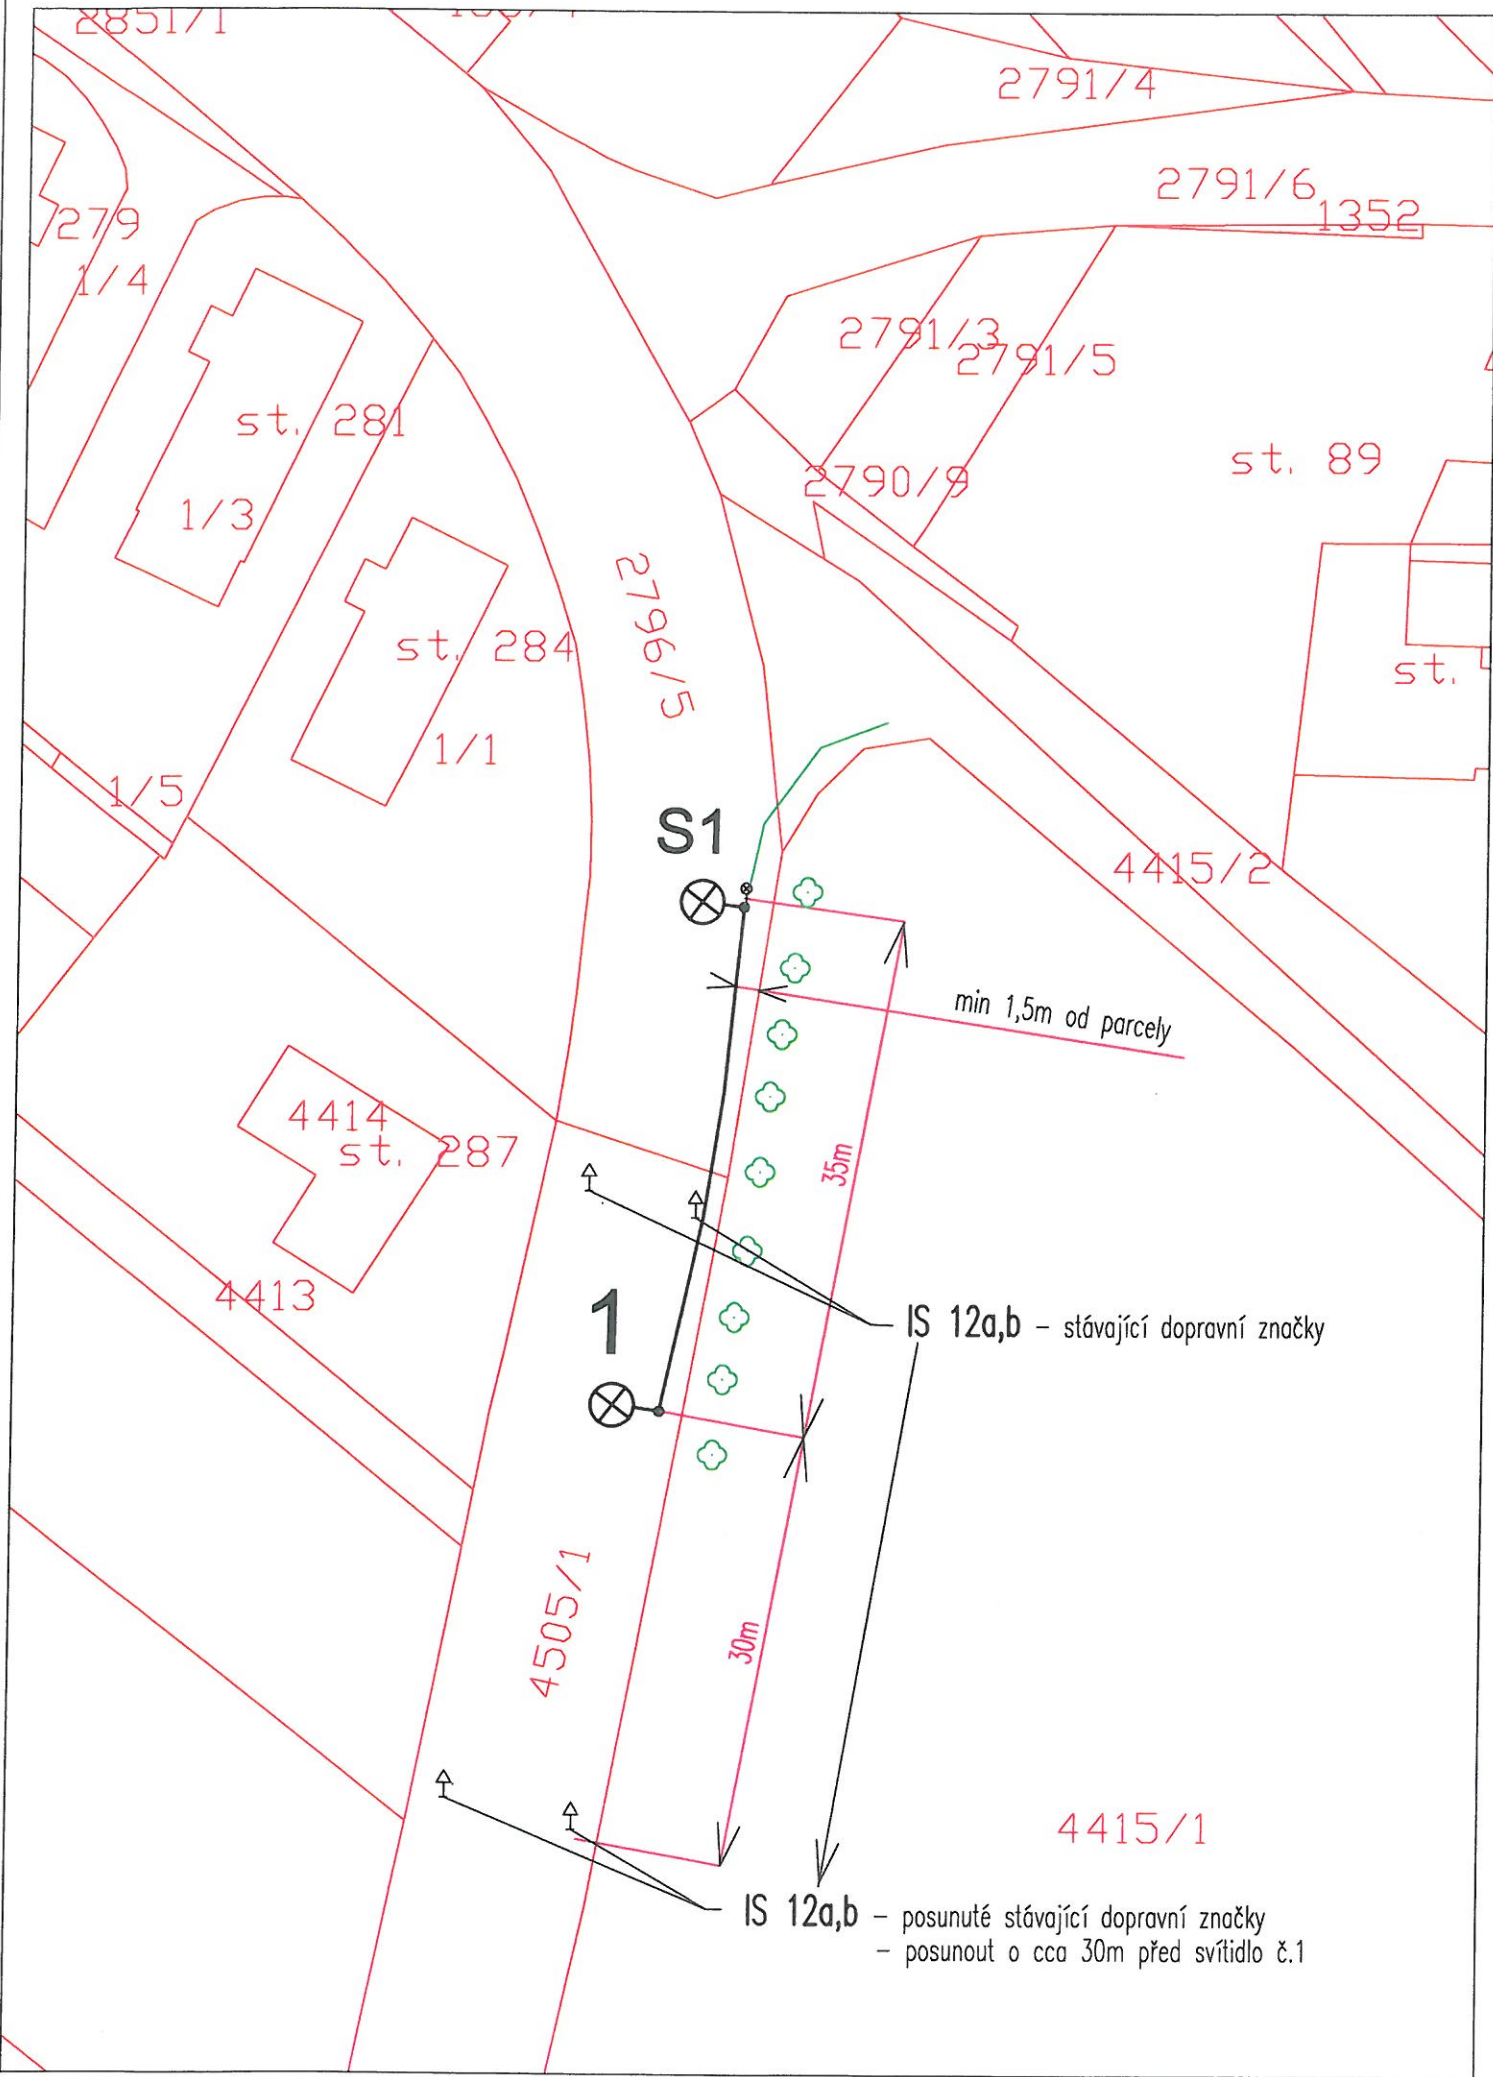 2851/1
2791/4
2791/6
1352
279
1/4
2791/3
2791/5
st. 281
st. 89
2790/9
1/3
2796/5
st. 284
st.
1/1
1/5
S1
4415/2
min 1,5m od parcely
4414
st. 287
35m
4413
1
IS 12a,b – stávající dopravní značky
4505/1
30m
4415/1
IS 12a,b – posunuté stávající dopravní značky
– posunout o cca 30m před svítidlo č.1